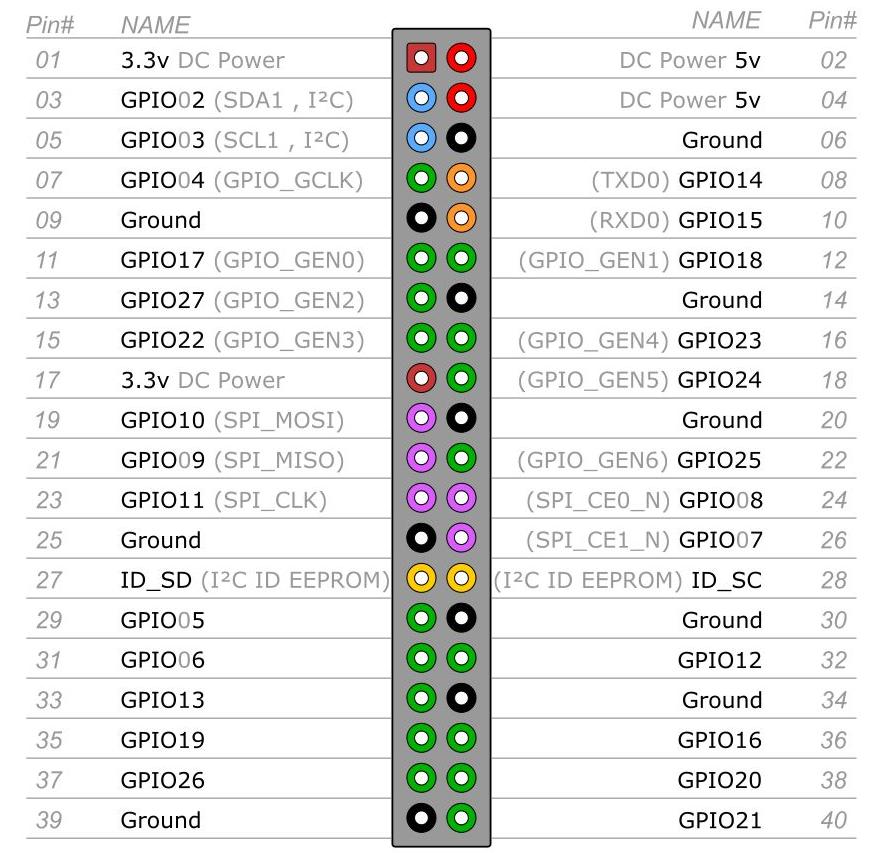 Pin# NAME NAME Pin#
01 3.3v DC Power DC Power 5v 02
03 GPIO02 (SDA1 , I²C) DC Power 5v 04
05 GPIO03 (SCL1 , I²C) Ground 06
07 GPIO04 (GPIO_GCLK) (TXD0) GPIO14 08
09 Ground (RXD0) GPIO15 10
11 GPIO17 (GPIO_GEN0) (GPIO_GEN1) GPIO18 12
13 GPIO27 (GPIO_GEN2) Ground 14
15 GPIO22 (GPIO_GEN3) (GPIO_GEN4) GPIO23 16
17 3.3v DC Power (GPIO_GEN5) GPIO24 18
19 GPIO10 (SPI_MOSI) Ground 20
21 GPIO09 (SPI_MISO) (GPIO_GEN6) GPIO25 22
23 GPIO11 (SPI_CLK) (SPI_CE0_N) GPIO08 24
25 Ground (SPI_CE1_N) GPIO07 26
27 ID_SD (I²C ID EEPROM) (I²C ID EEPROM) ID_SC 28
29 GPIO05 Ground 30
31 GPIO06 GPIO12 32
33 GPIO13 Ground 34
35 GPIO19 GPIO16 36
37 GPIO26 GPIO20 38
39 Ground GPIO21 40